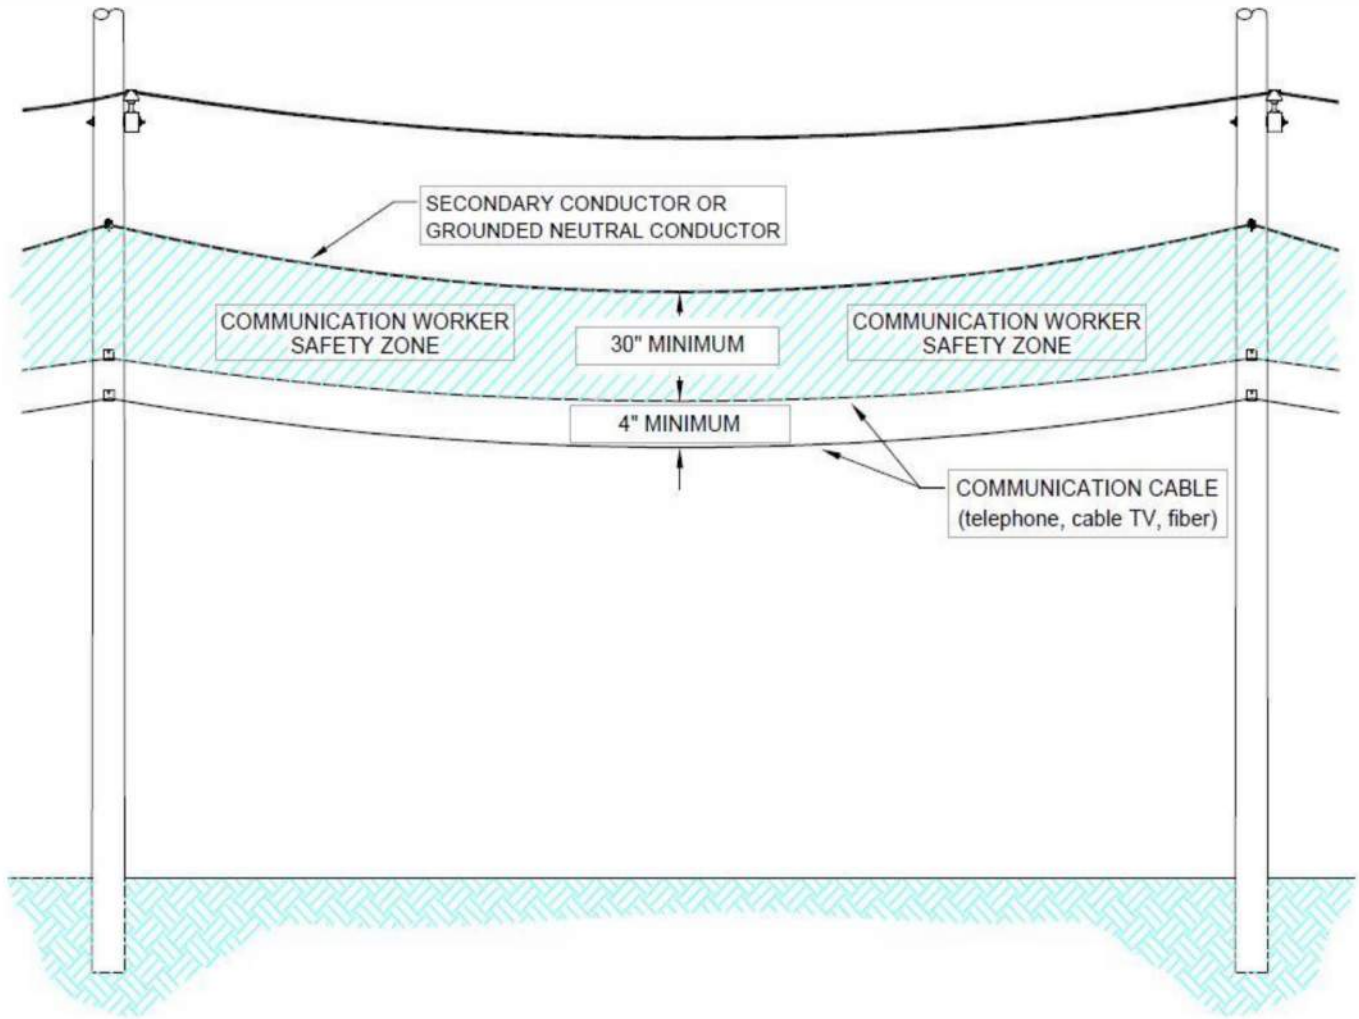 SECONDARY CONDUCTOR OR
GROUNDED NEUTRAL CONDUCTOR
COMMUNICATION WORKER
SAFETY ZONE
30" MINIMUM
COMMUNICATION WORKER
SAFETY ZONE
4" MINIMUM
COMMUNICATION CABLE
(telephone, cable TV, fiber)